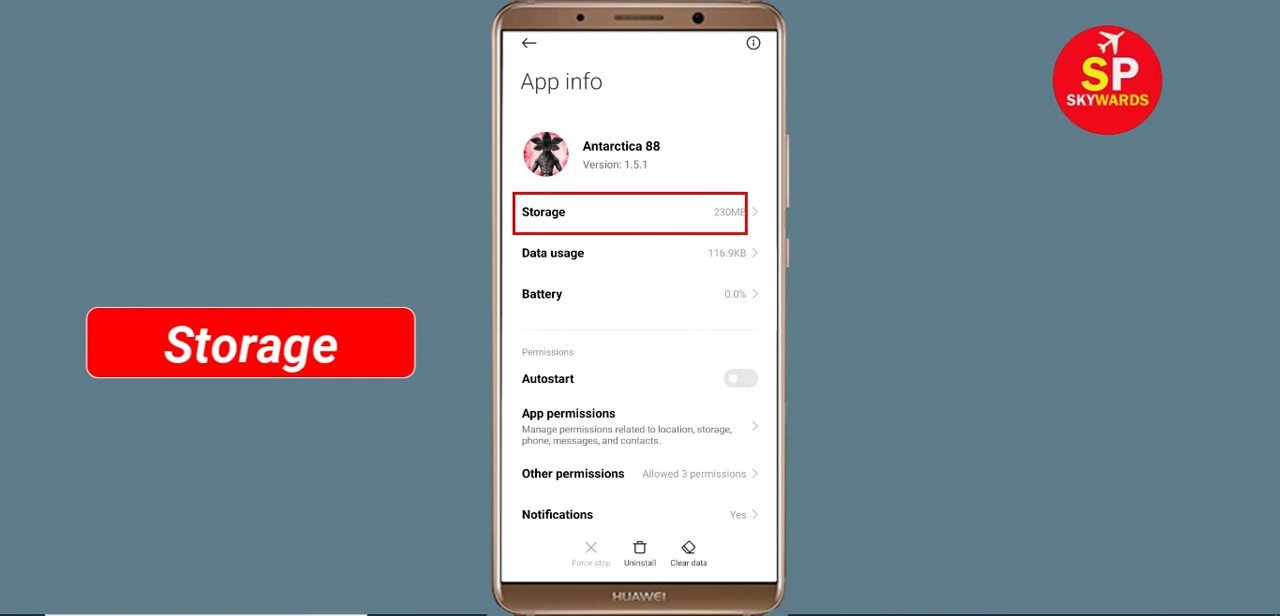 SP
SKYWARDS
App info
Antarctica 88
Version: 1.5.1
Storage 230MB
Data usage 116.9KB
Battery 0.0%
Storage
Permissions
Autostart
App permissions
Manage permissions related to location, storage,
phone, messages, and contacts.
Other permissions Allowed 3 permissions
Notifications Yes
Force stop Uninstall Clear data
HUAWEI